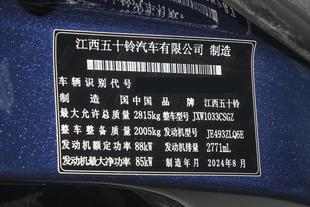 江西五十铃汽车有限公司 制造
车辆识别代号
制造国 中国 品牌 江西五十铃
最大允许总质量 2815kg 整车型号 JXW1033CSGZ
整车整备质量 2005kg 发动机型号 JE493ZLQ6E
发动机额定功率 88kW 发动机排量 2771mL
发动机最大净功率 85kW 制造年月 2024年8月